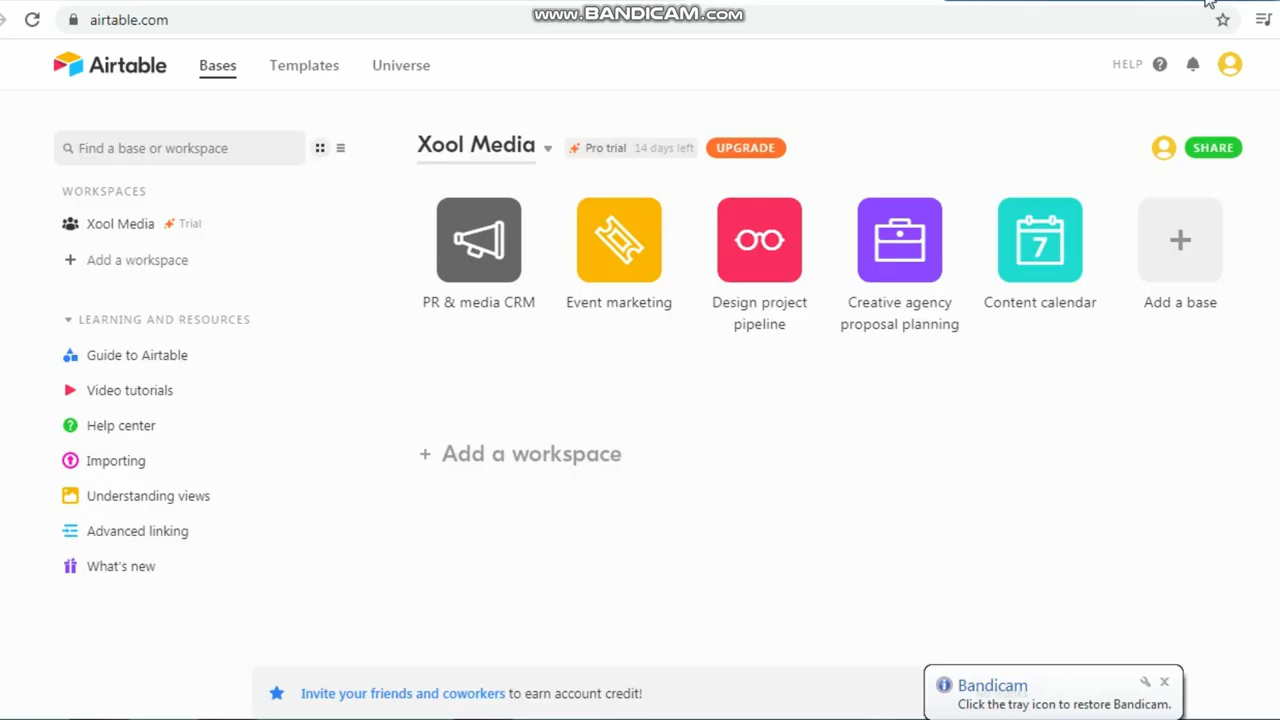 airtable.com
www.BANDICAM.com
Airtable
Bases
Templates
Universe
HELP
Find a base or workspace
WORKSPACES
Xool Media Trial
+ Add a workspace
LEARNING AND RESOURCES
Guide to Airtable
Video tutorials
Help center
Importing
Understanding views
Advanced linking
What's new
Xool Media
Pro trial 14 days left
UPGRADE
SHARE
PR & media CRM
Event marketing
Design project
pipeline
Creative agency
proposal planning
7
Content calendar
Add a base
+ Add a workspace
Invite your friends and coworkers to earn account credit!
Bandicam
Click the tray icon to restore Bandicam.